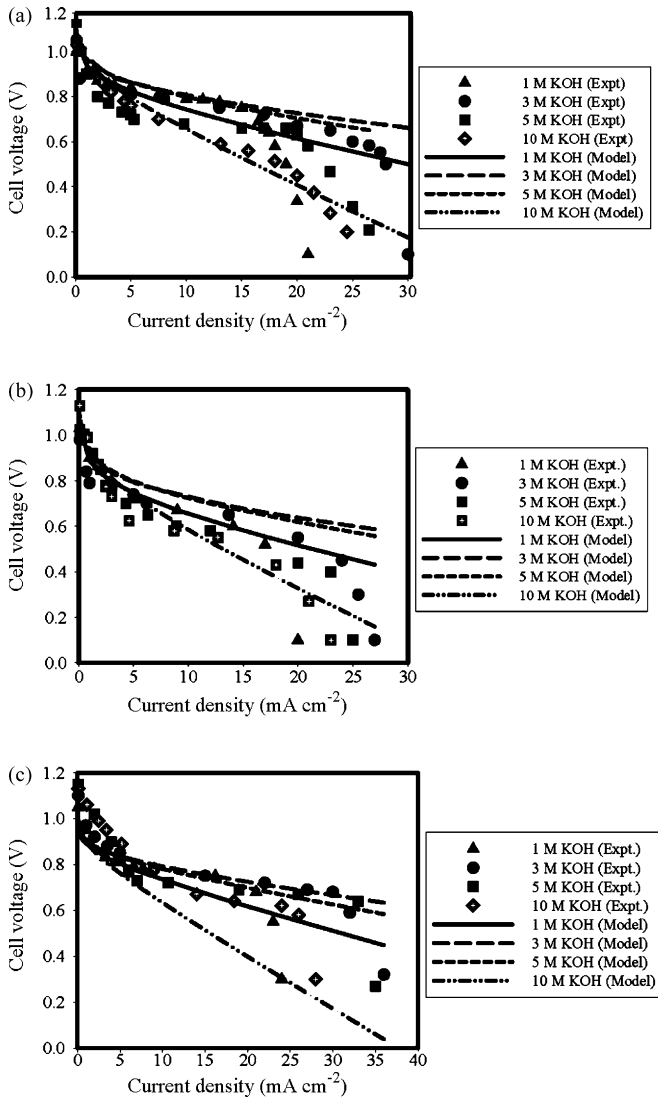 (a)
1.2
1.0
0.8
0.6
0.4
0.2
0.0
Cell voltage (V)
0 5 10 15 20 25 30
Current density (mA cm⁻²)
1 M KOH (Expt)
3 M KOH (Expt)
5 M KOH (Expt)
10 M KOH (Expt)
1 M KOH (Model)
3 M KOH (Model)
5 M KOH (Model)
10 M KOH (Model)
(b)
1.2
1.0
0.8
0.6
0.4
0.2
0.0
Cell voltage (V)
0 5 10 15 20 25 30
Current density (mA cm⁻²)
1 M KOH (Expt.)
3 M KOH (Expt.)
5 M KOH (Expt.)
10 M KOH (Expt.)
1 M KOH (Model)
3 M KOH (Model)
5 M KOH (Model)
10 M KOH (Model)
(c)
1.2
1.0
0.8
0.6
0.4
0.2
0.0
Cell voltage (V)
0 5 10 15 20 25 30 35 40
Current density (mA cm⁻²)
1 M KOH (Expt.)
3 M KOH (Expt.)
5 M KOH (Expt.)
10 M KOH (Expt.)
1 M KOH (Model)
3 M KOH (Model)
5 M KOH (Model)
10 M KOH (Model)